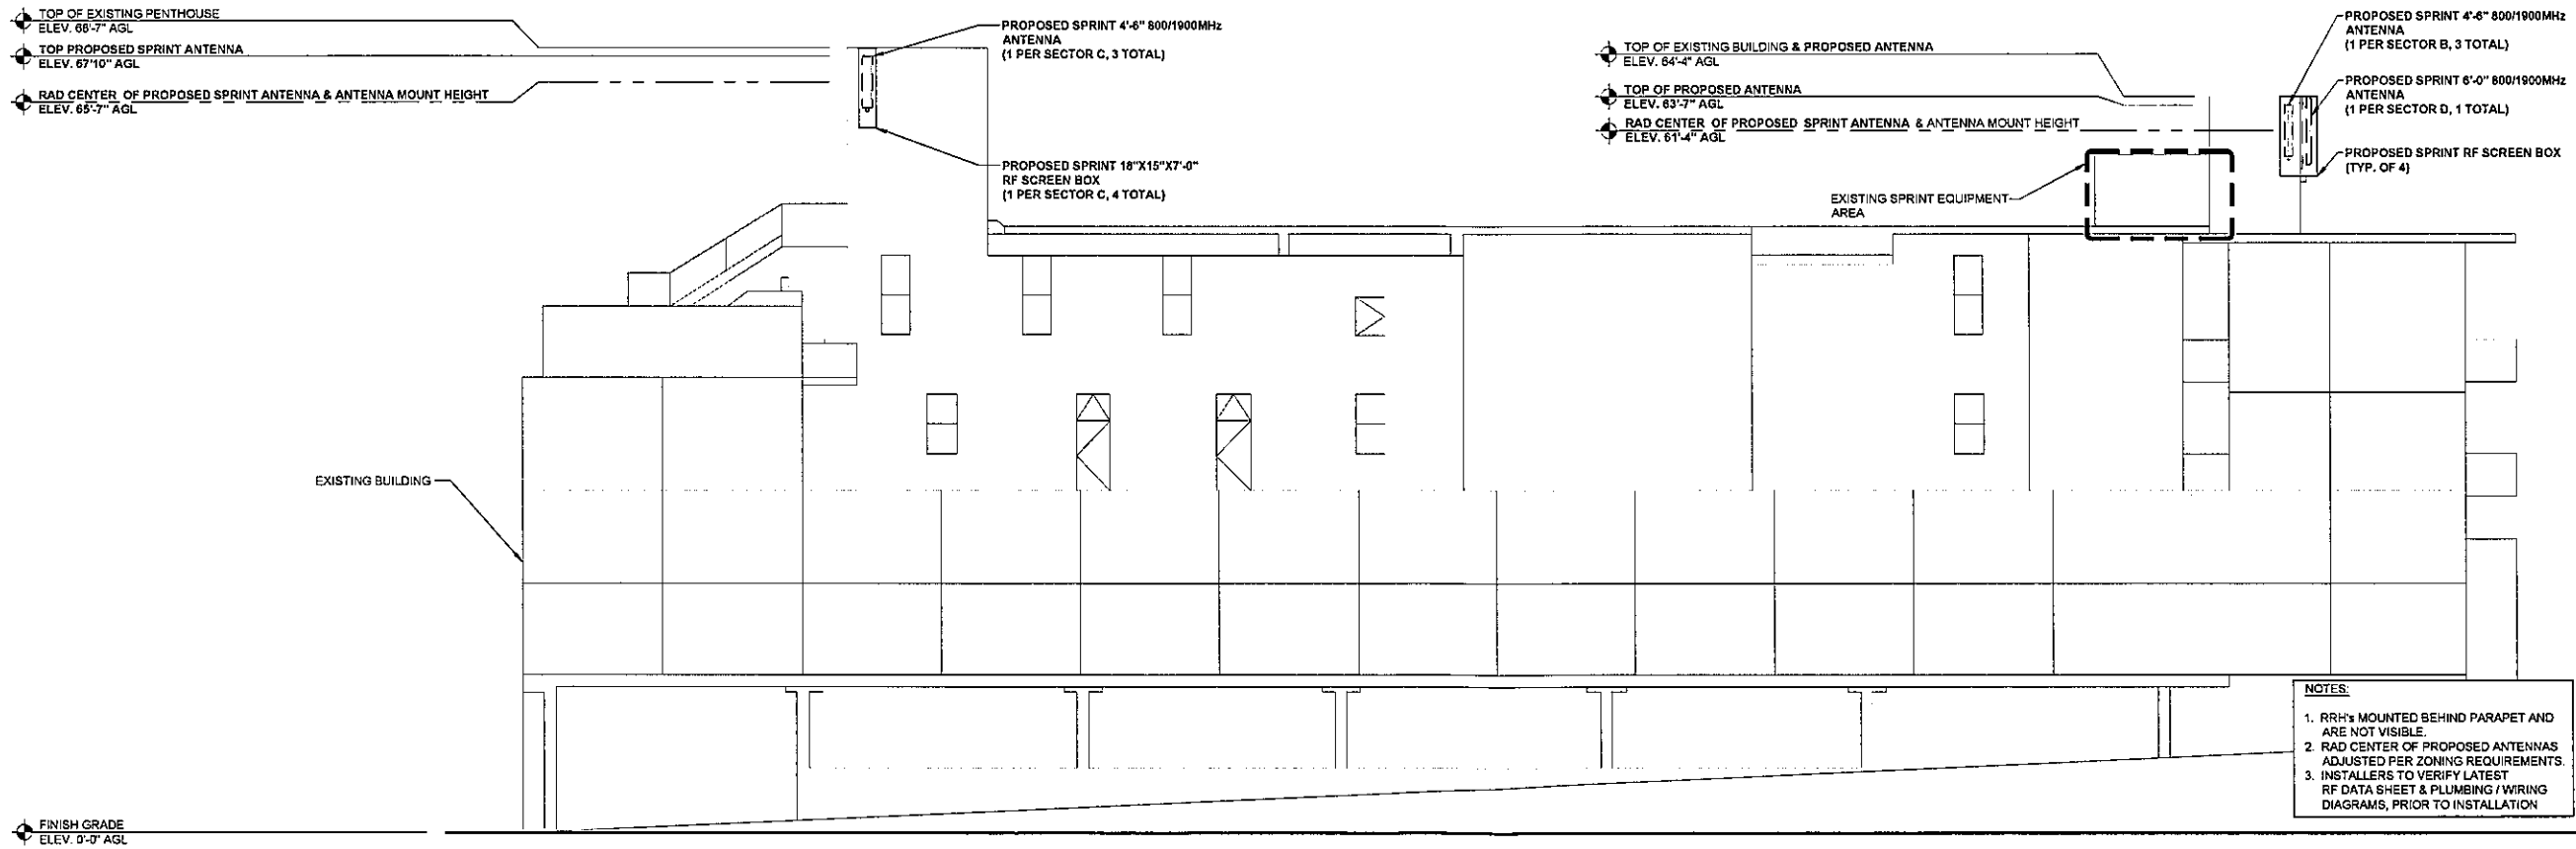 TOP OF EXISTING PENTHOUSE
ELEV. 68'-7" AGL
TOP PROPOSED SPRINT ANTENNA
ELEV. 67'10" AGL
RAD CENTER OF PROPOSED SPRINT ANTENNA & ANTENNA MOUNT HEIGHT
ELEV. 65'-7" AGL
PROPOSED SPRINT 4'-6" 800/1900MHz
ANTENNA
(1 PER SECTOR C, 3 TOTAL)
PROPOSED SPRINT 18"X15"X7'-0"
RF SCREEN BOX
(1 PER SECTOR C, 4 TOTAL)
TOP OF EXISTING BUILDING & PROPOSED ANTENNA
ELEV. 64'-4" AGL
TOP OF PROPOSED ANTENNA
ELEV. 63'-7" AGL
RAD CENTER OF PROPOSED SPRINT ANTENNA & ANTENNA MOUNT HEIGHT
ELEV. 61'-4" AGL
EXISTING SPRINT EQUIPMENT
AREA
PROPOSED SPRINT 4'-6" 800/1900MHz
ANTENNA
(1 PER SECTOR B, 3 TOTAL)
PROPOSED SPRINT 6'-0" 800/1900MHz
ANTENNA
(1 PER SECTOR D, 1 TOTAL)
PROPOSED SPRINT RF SCREEN BOX
(TYP. OF 4)
EXISTING BUILDING
NOTES:
1. RRH's MOUNTED BEHIND PARAPET AND
ARE NOT VISIBLE.
2. RAD CENTER OF PROPOSED ANTENNAS
ADJUSTED PER ZONING REQUIREMENTS.
3. INSTALLERS TO VERIFY LATEST
RF DATA SHEET & PLUMBING / WIRING
DIAGRAMS, PRIOR TO INSTALLATION
FINISH GRADE
ELEV. 0'-0" AGL